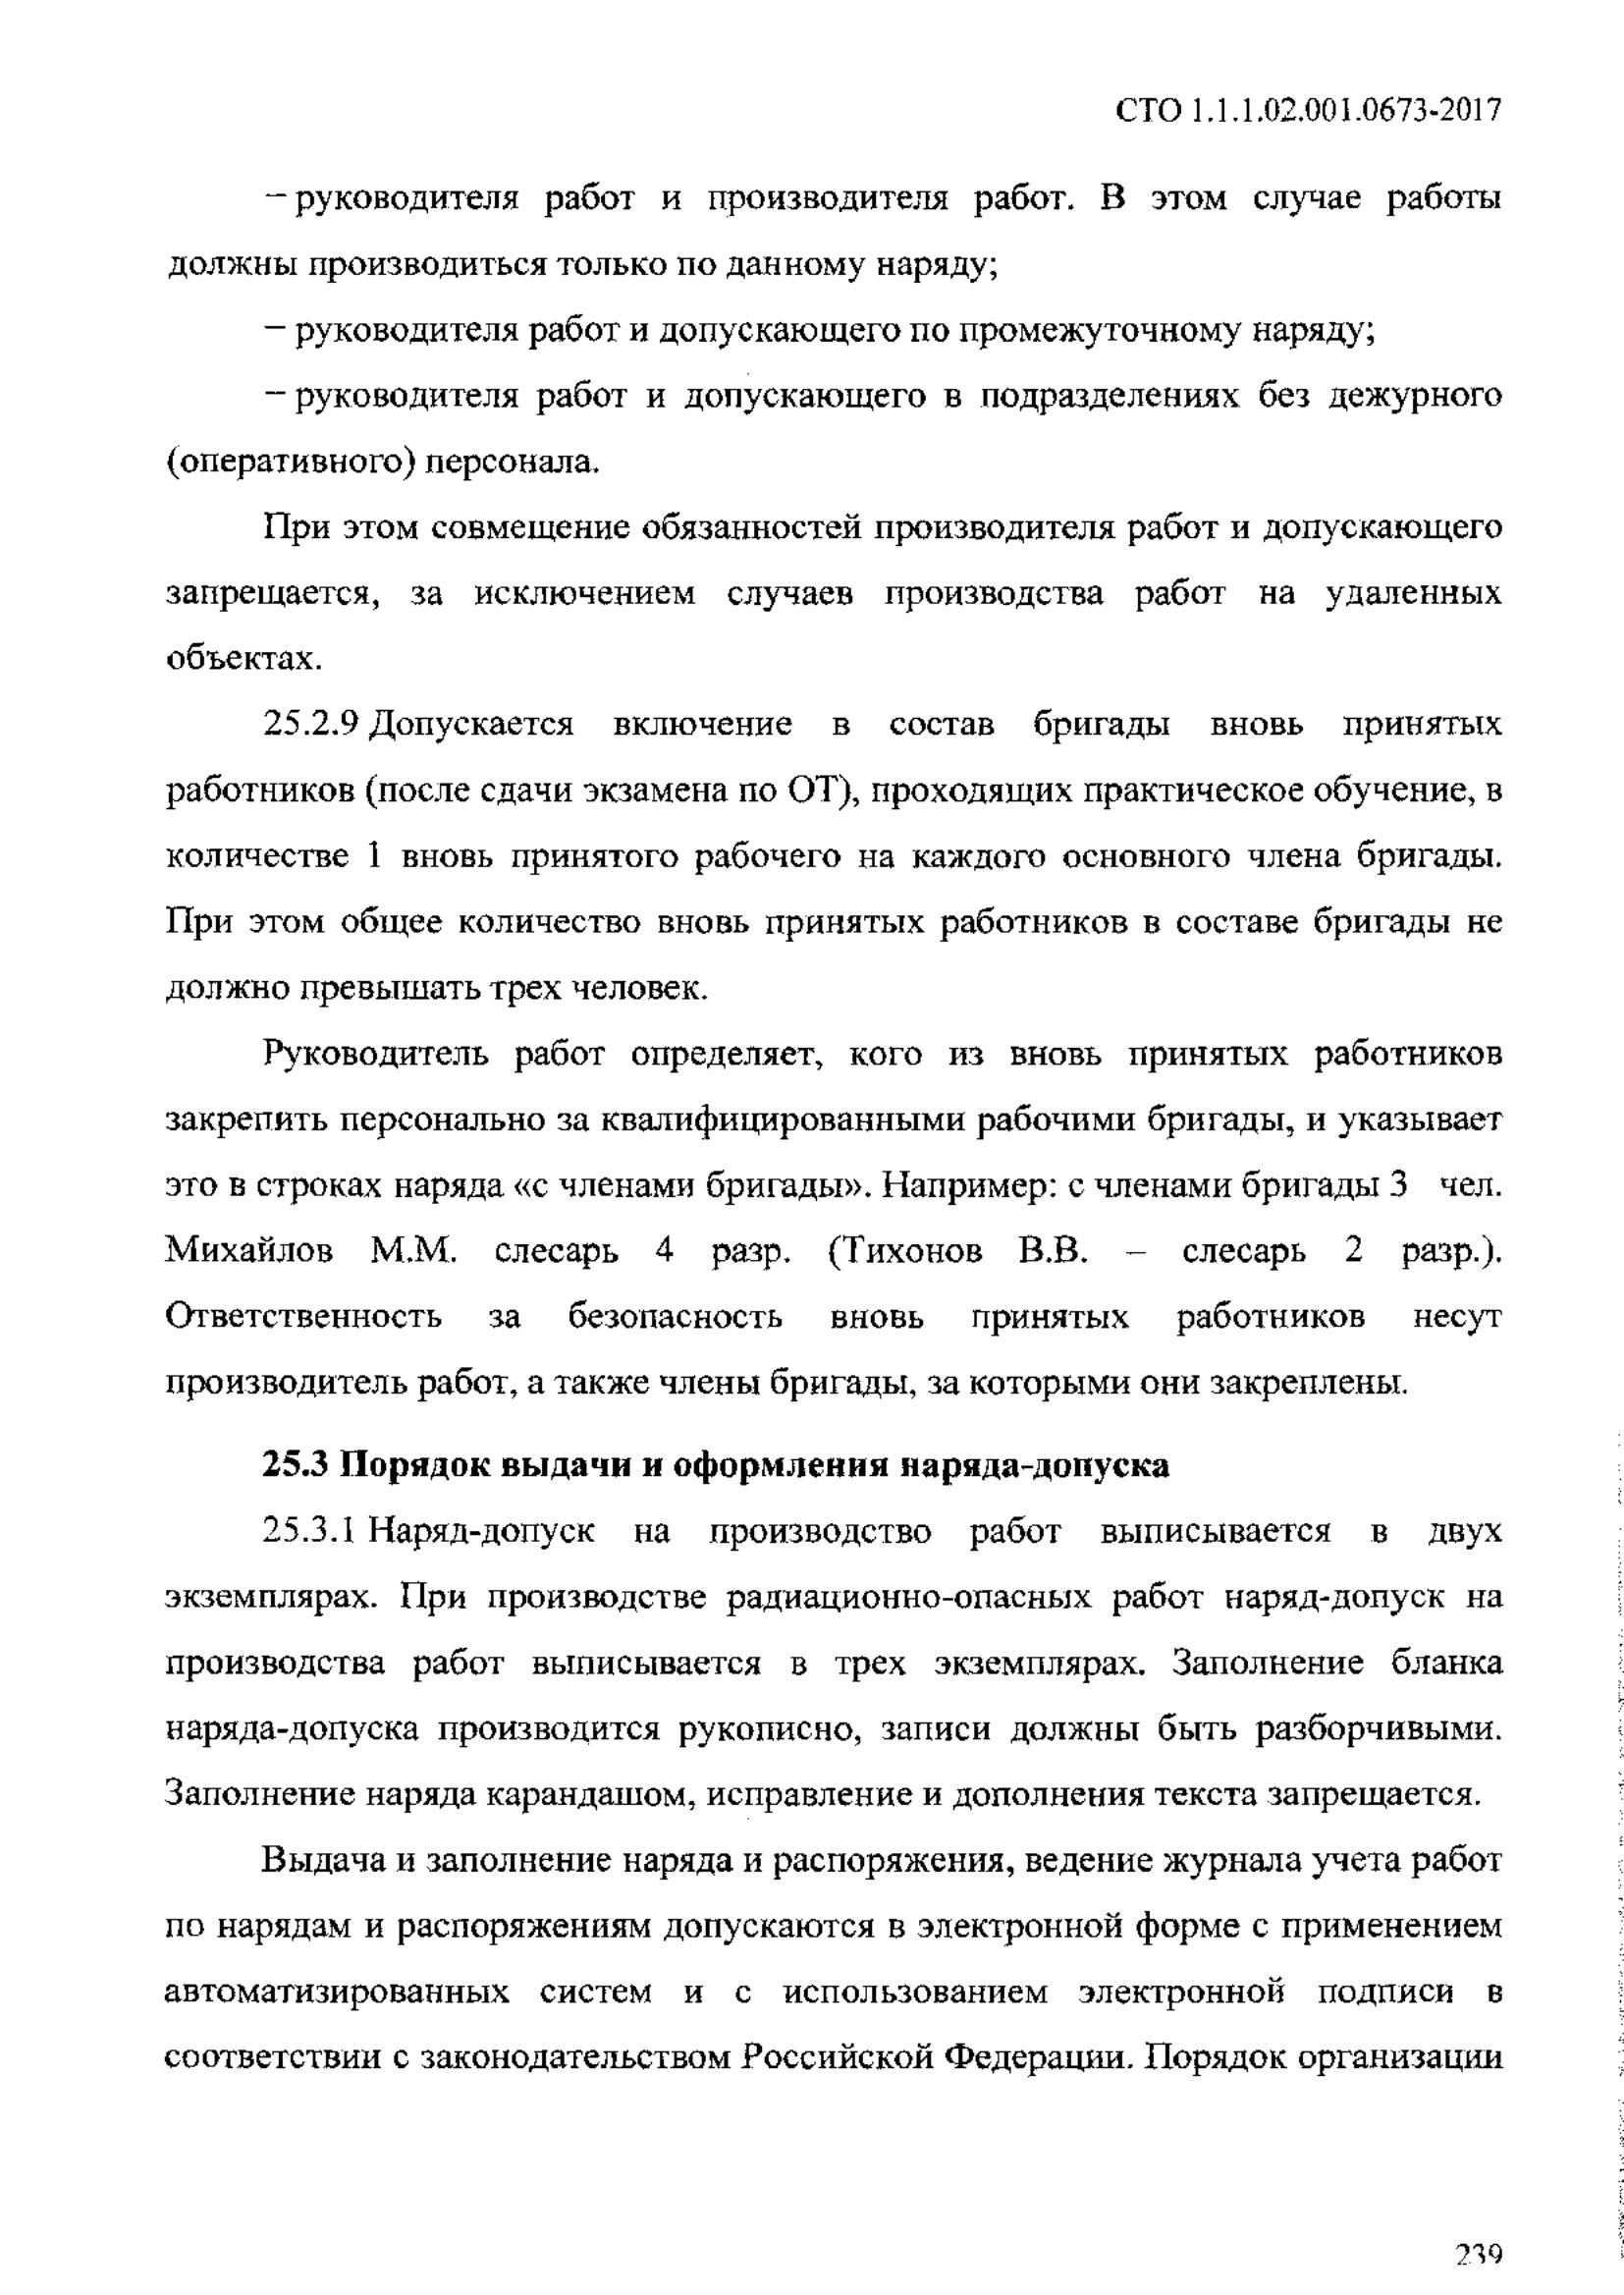 СТО 1.1.1.02.001.0673-2017
– руководителя работ и производителя работ. В этом случае работы
должны производиться только по данному наряду;
– руководителя работ и допускающего по промежуточному наряду;
– руководителя работ и допускающего в подразделениях без дежурного
(оперативного) персонала.
При этом совмещение обязанностей производителя работ и допускающего
запрещается, за исключением случаев производства работ на удаленных
объектах.
25.2.9 Допускается включение в состав бригады вновь принятых
работников (после сдачи экзамена по ОТ), проходящих практическое обучение, в
количестве 1 вновь принятого рабочего на каждого основного члена бригады.
При этом общее количество вновь принятых работников в составе бригады не
должно превышать трех человек.
Руководитель работ определяет, кого из вновь принятых работников
закрепить персонально за квалифицированными рабочими бригады, и указывает
это в строках наряда «с членами бригады». Например: с членами бригады 3 чел.
Михайлов М.М. слесарь 4 разр. (Тихонов В.В. – слесарь 2 разр.).
Ответственность за безопасность вновь принятых работников несут
производитель работ, а также члены бригады, за которыми они закреплены.
25.3 Порядок выдачи и оформления наряда-допуска
25.3.1 Наряд-допуск на производство работ выписывается в двух
экземплярах. При производстве радиационно-опасных работ наряд-допуск на
производства работ выписывается в трех экземплярах. Заполнение бланка
наряда-допуска производится рукописно, записи должны быть разборчивыми.
Заполнение наряда карандашом, исправление и дополнения текста запрещается.
Выдача и заполнение наряда и распоряжения, ведение журнала учета работ
по нарядам и распоряжениям допускаются в электронной форме с применением
автоматизированных систем и с использованием электронной подписи в
соответствии с законодательством Российской Федерации. Порядок организации
239